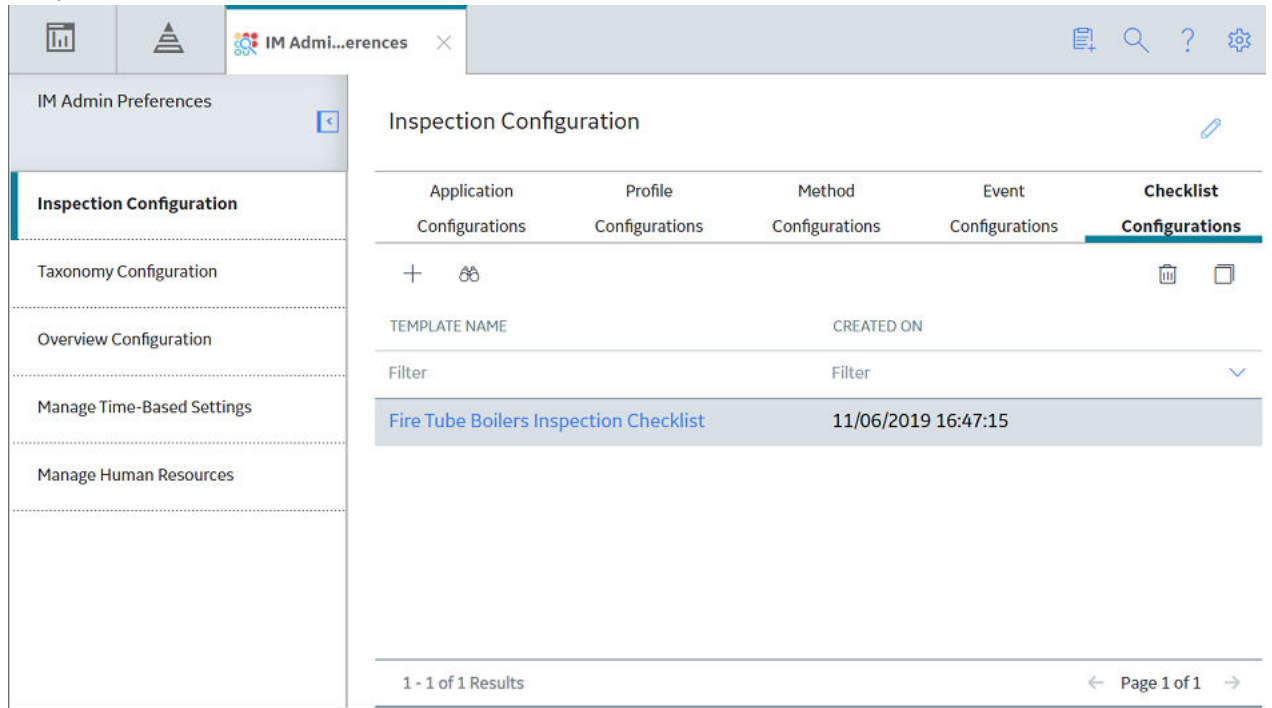 IM Admi...erences
IM Admin Preferences
Inspection Configuration
Taxonomy Configuration
Overview Configuration
Manage Time-Based Settings
Manage Human Resources
Inspection Configuration
Application
Configurations
Profile
Configurations
Method
Configurations
Event
Configurations
Checklist
Configurations
TEMPLATE NAME CREATED ON
Filter Filter
Fire Tube Boilers Inspection Checklist 11/06/2019 16:47:15
1 - 1 of 1 Results Page 1 of 1